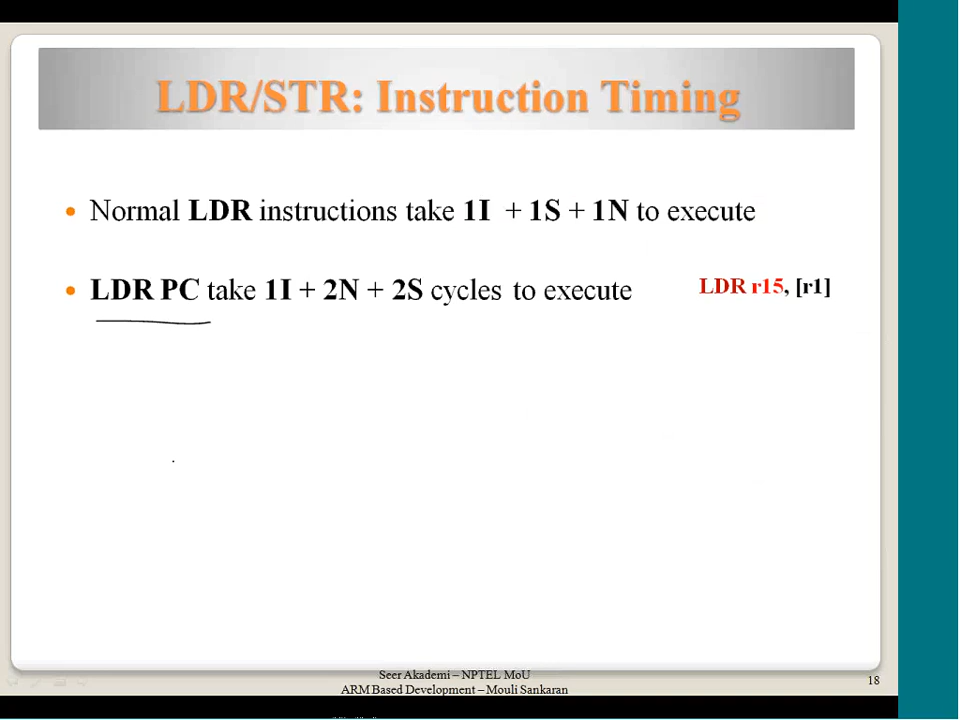 LDR/STR: Instruction Timing
• Normal LDR instructions take 1I + 1S + 1N to execute
• LDR PC take 1I + 2N + 2S cycles to execute LDR r15, [r1]
Seer Akademi – NPTEL MoU
ARM Based Development – Mouli Sankaran
18